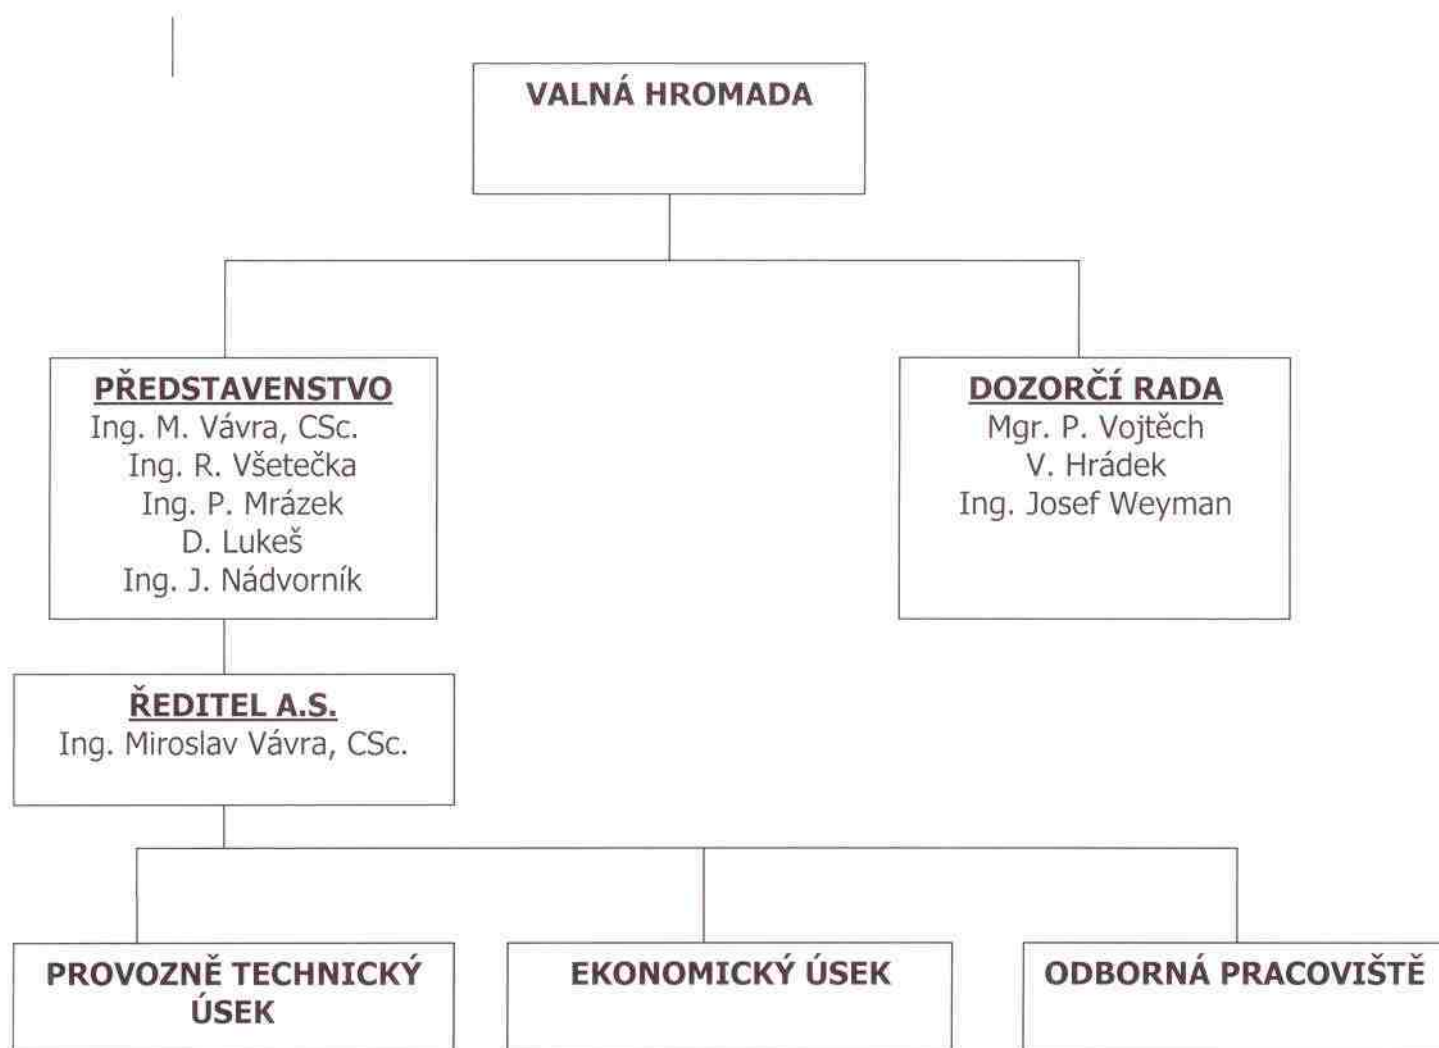 VALNÁ HROMADA
PŘEDSTAVENSTVO
Ing. M. Vávra, CSc.
Ing. R. Všetečka
Ing. P. Mrázek
D. Lukeš
Ing. J. Nádvorník
DOZORČÍ RADA
Mgr. P. Vojtěch
V. Hrádek
Ing. Josef Weyman
ŘEDITEL A.S.
Ing. Miroslav Vávra, CSc.
PROVOZNĚ TECHNICKÝ
ÚSEK
EKONOMICKÝ ÚSEK
ODBORNÁ PRACOVIŠTĚ